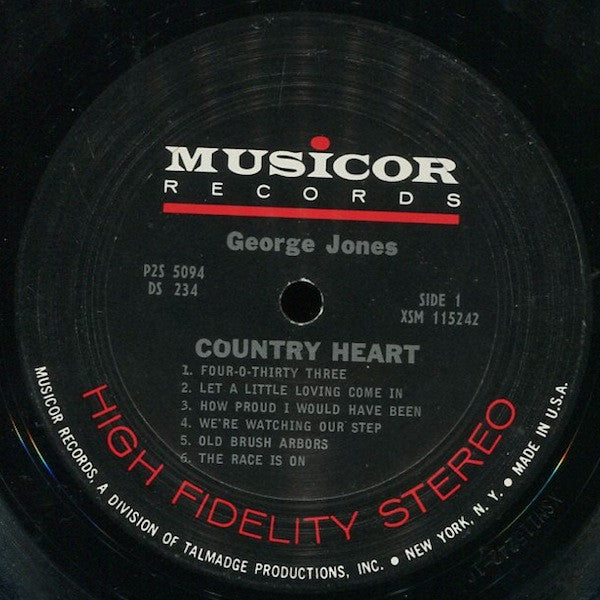 MUSICOR
RECORDS
George Jones
P2S 5094
DS 234
SIDE 1
XSM 115242
COUNTRY HEART
1. FOUR-O-THIRTY THREE
2. LET A LITTLE LOVING COME IN
3. HOW PROUD I WOULD HAVE BEEN
4. WE'RE WATCHING OUR STEP
5. OLD BRUSH ARBORS
6. THE RACE IS ON
HIGH FIDELITY STEREO
MUSICOR RECORDS, A DIVISION OF TALMADGE PRODUCTIONS, INC. • NEW YORK, N. Y. • MADE IN U.S.A.